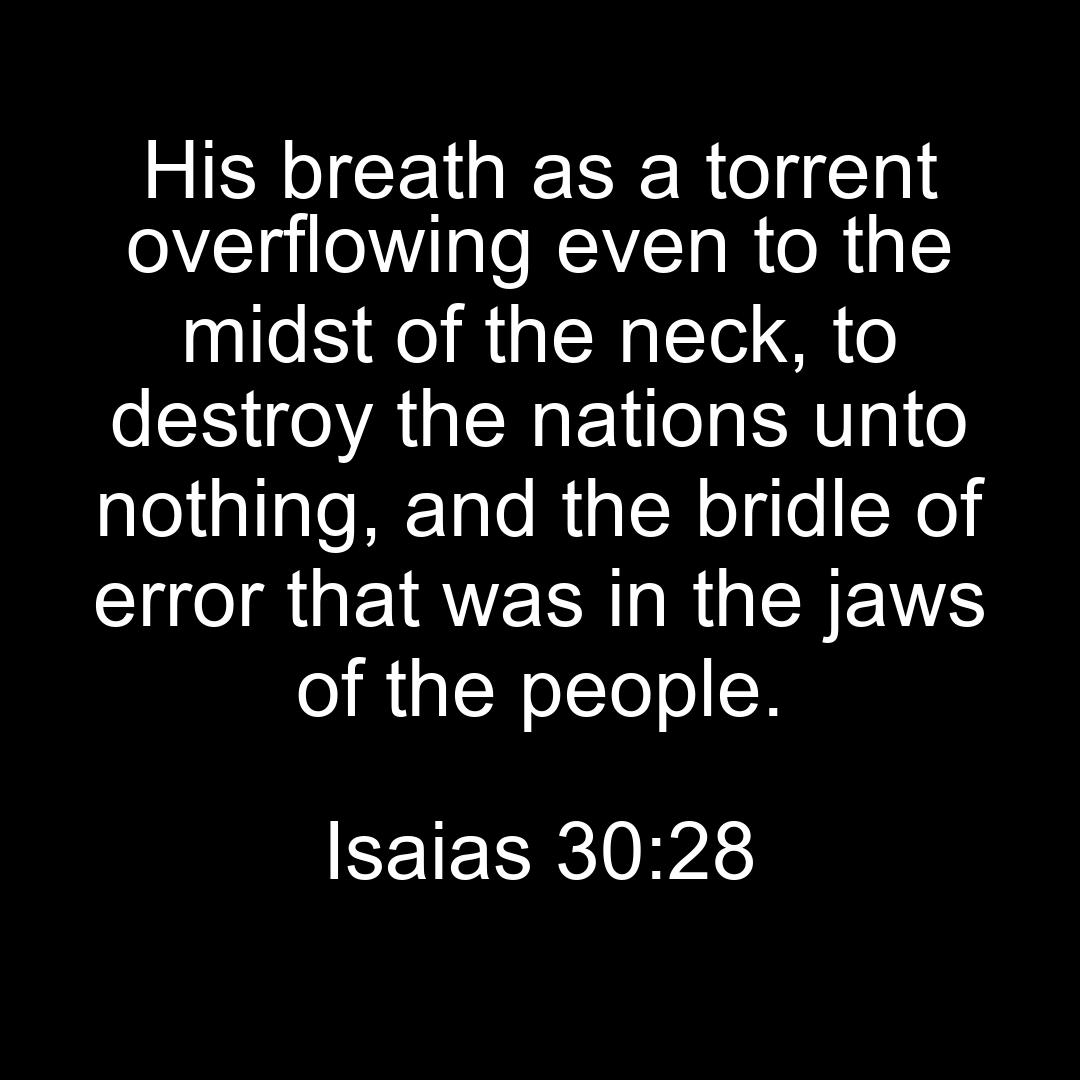 His breath as a torrent
overflowing even to the
midst of the neck, to
destroy the nations unto
nothing, and the bridle of
error that was in the jaws
of the people.
Isaias 30:28